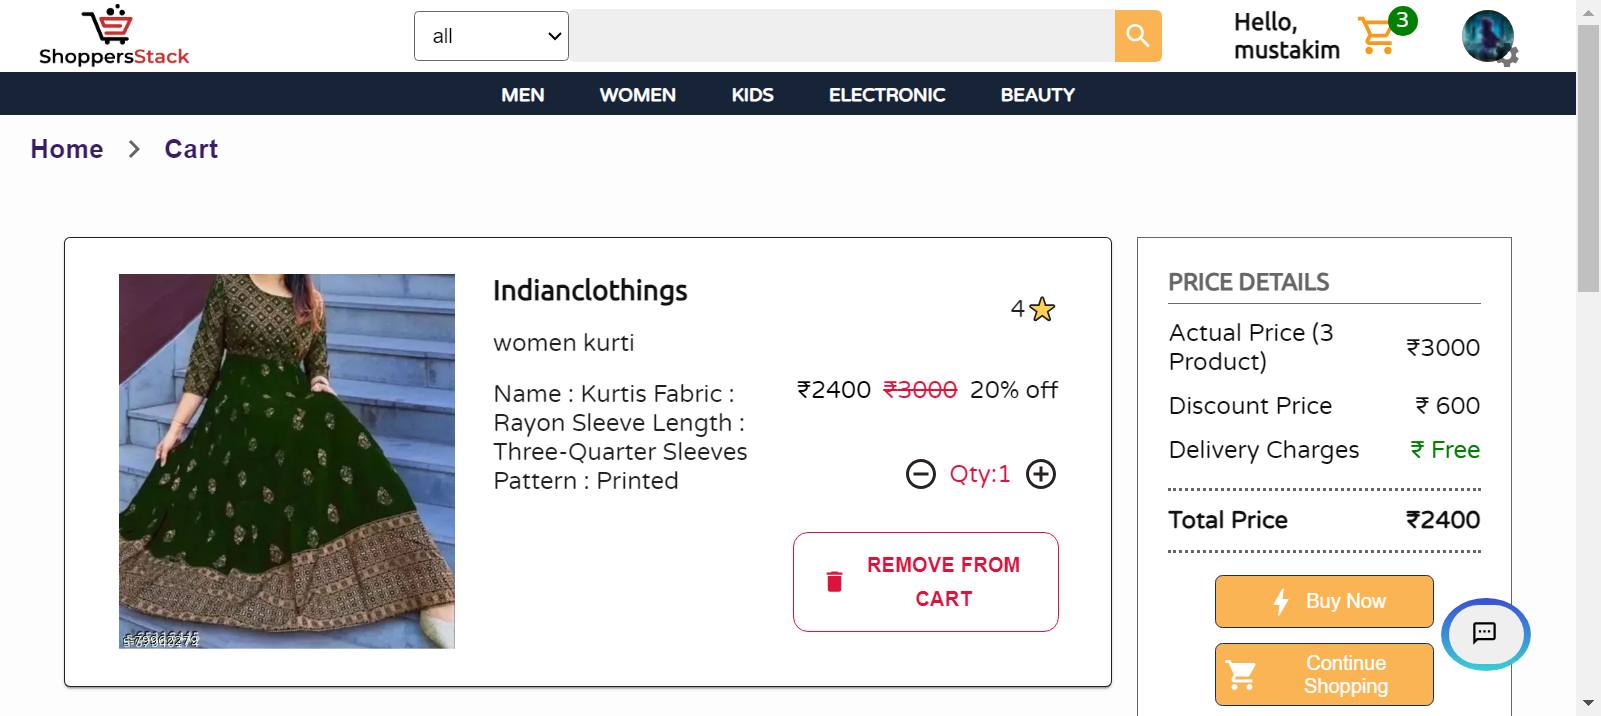 ShoppersStack
all
Hello,
mustakim
3
MEN WOMEN KIDS ELECTRONIC BEAUTY
Home > Cart
Indianclothings
4
women kurti
Name : Kurtis Fabric :
Rayon Sleeve Length :
Three-Quarter Sleeves
Pattern : Printed
₹2400 ₹3000 20% off
Qty:1
REMOVE FROM
CART
PRICE DETAILS
Actual Price (3
Product)
₹3000
Discount Price ₹ 600
Delivery Charges ₹ Free
Total Price ₹2400
Buy Now
Continue
Shopping